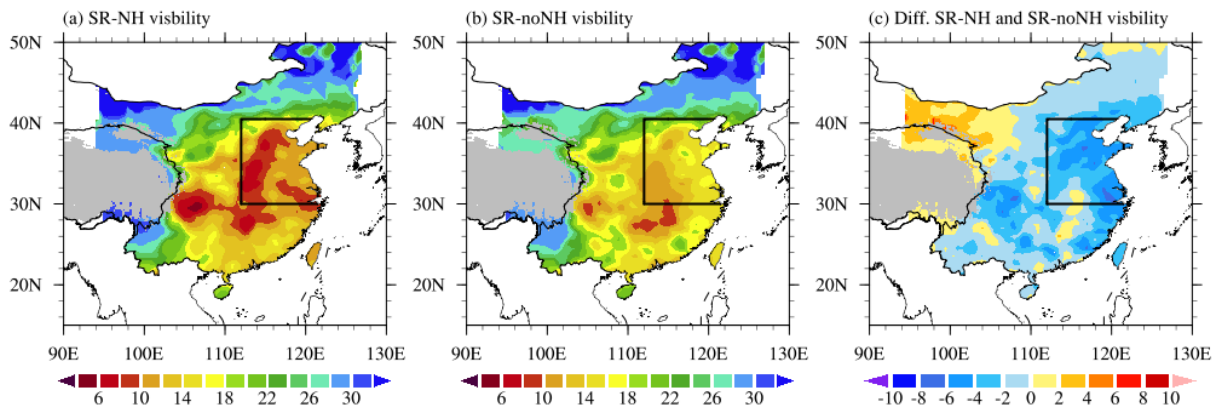 (a) SR-NH visbility
(b) SR-noNH visbility
(c) Diff. SR-NH and SR-noNH visbility
50N
40N
30N
20N
90E 100E 110E 120E 130E
6 10 14 18 22 26 30
50N
40N
30N
20N
90E 100E 110E 120E 130E
6 10 14 18 22 26 30
50N
40N
30N
20N
90E 100E 110E 120E 130E
-10 -8 -6 -4 -2 0 2 4 6 8 10